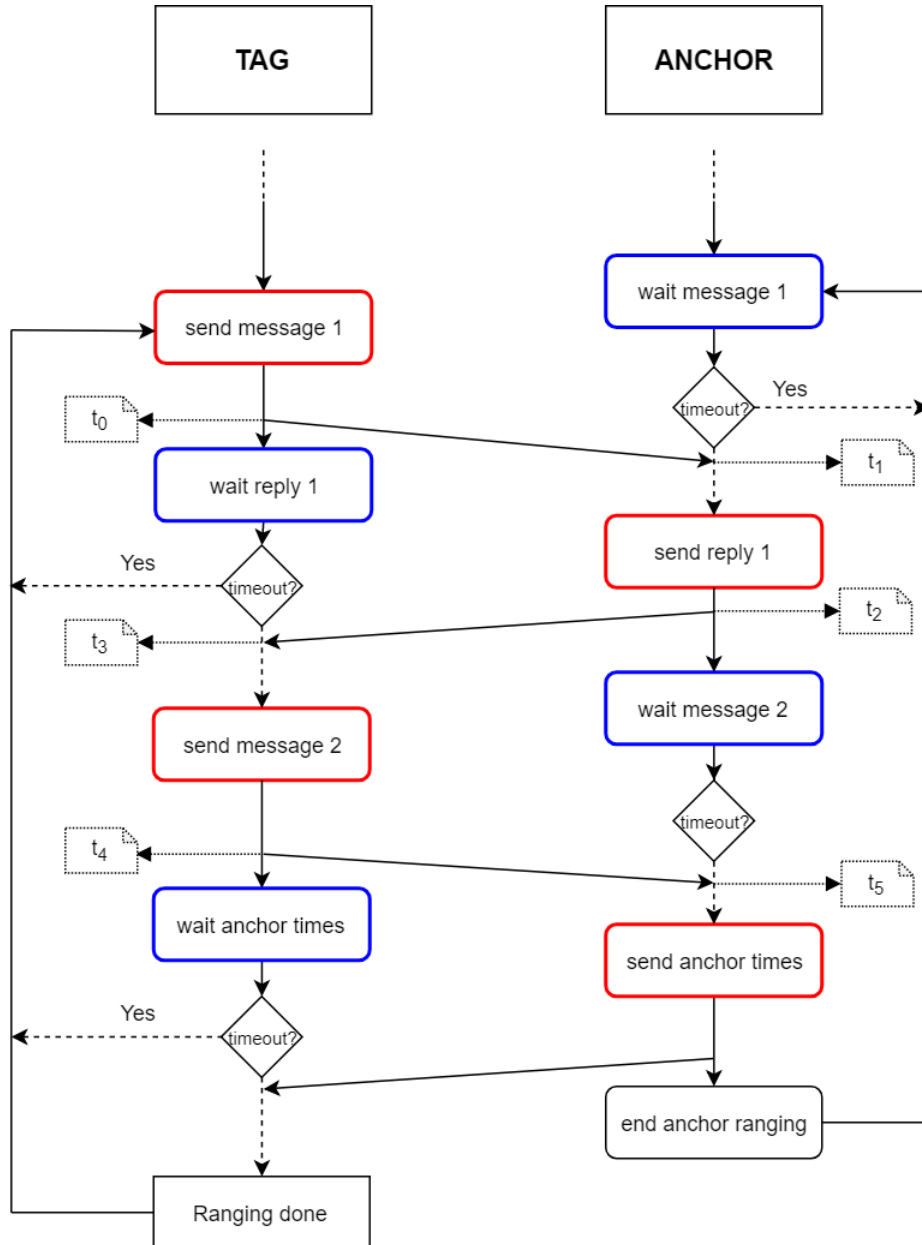 TAG
ANCHOR
wait message 1
send message 1
timeout?
Yes
t0
t1
wait reply 1
send reply 1
Yes
timeout?
t2
t3
wait message 2
send message 2
timeout?
t4
t5
wait anchor times
send anchor times
Yes
timeout?
end anchor ranging
Ranging done